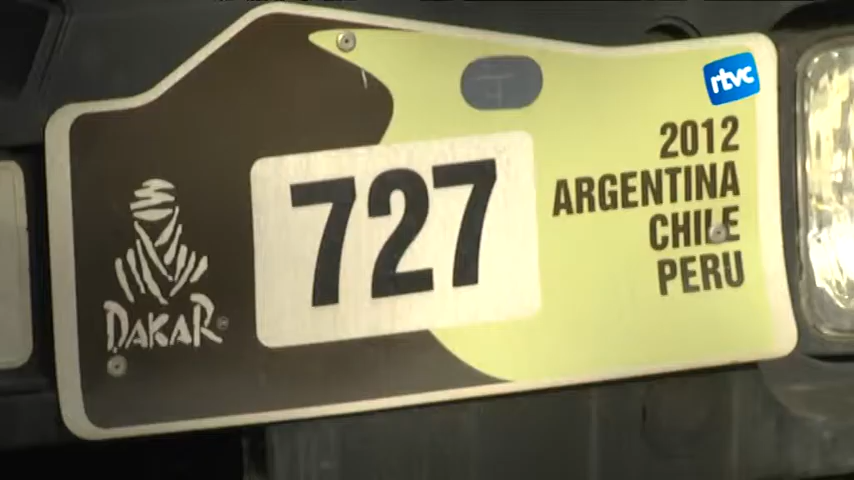 rtvc
2012
ARGENTINA
CHILE
PERU
727
DAKAR